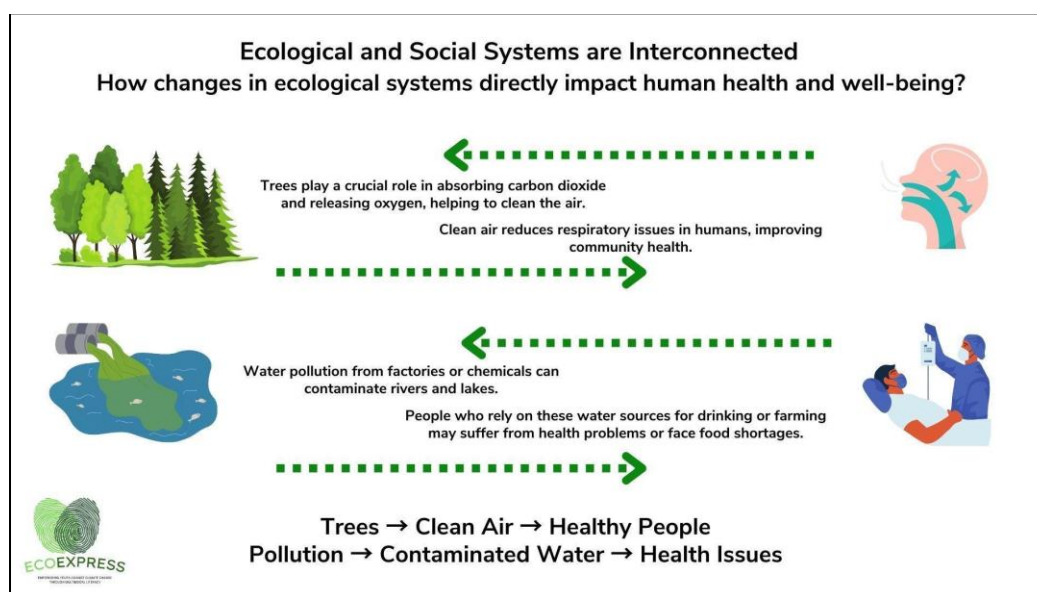 Ecological and Social Systems are Interconnected
How changes in ecological systems directly impact human health and well-being?
Trees play a crucial role in absorbing carbon dioxide
and releasing oxygen, helping to clean the air.
Clean air reduces respiratory issues in humans, improving
community health.
Water pollution from factories or chemicals can
contaminate rivers and lakes.
People who rely on these water sources for drinking or farming
may suffer from health problems or face food shortages.
Trees → Clean Air → Healthy People
Pollution → Contaminated Water → Health Issues
ECOEXPRESS